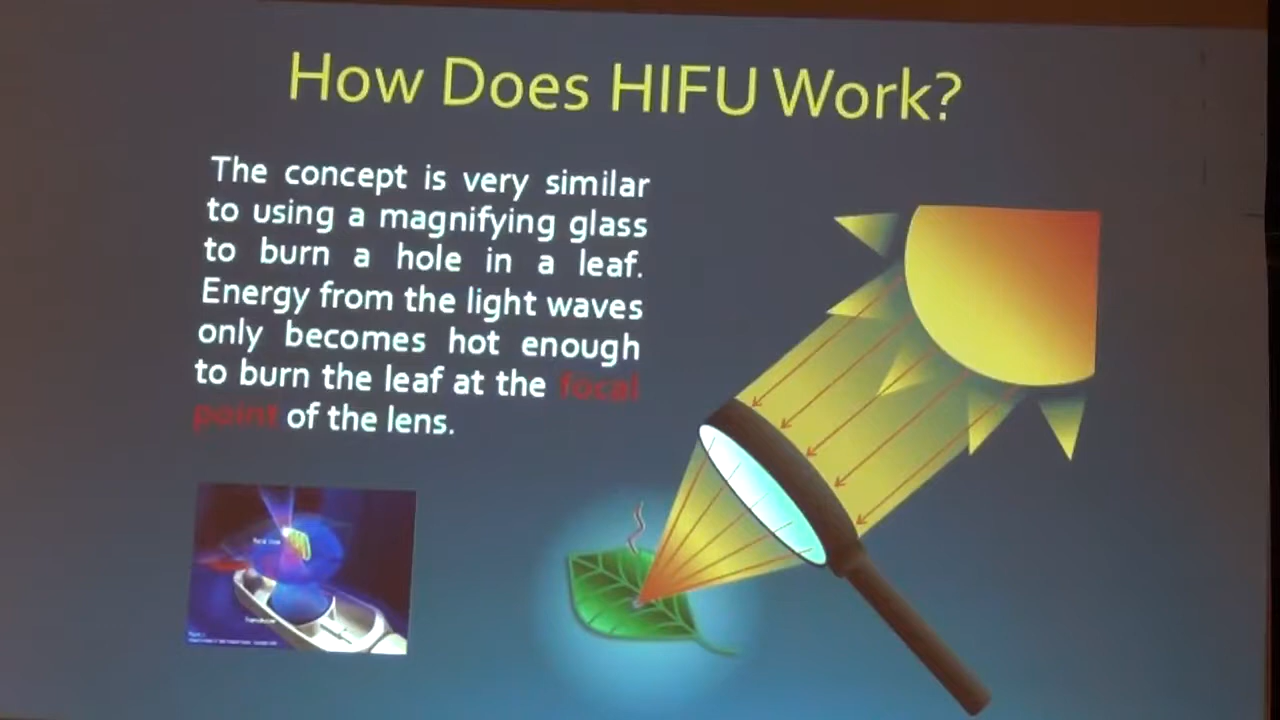 How Does HIFU Work?
The concept is very similar
to using a magnifying glass
to burn a hole in a leaf.
Energy from the light waves
only becomes hot enough
to burn the leaf at the focal
point of the lens.
Transducer